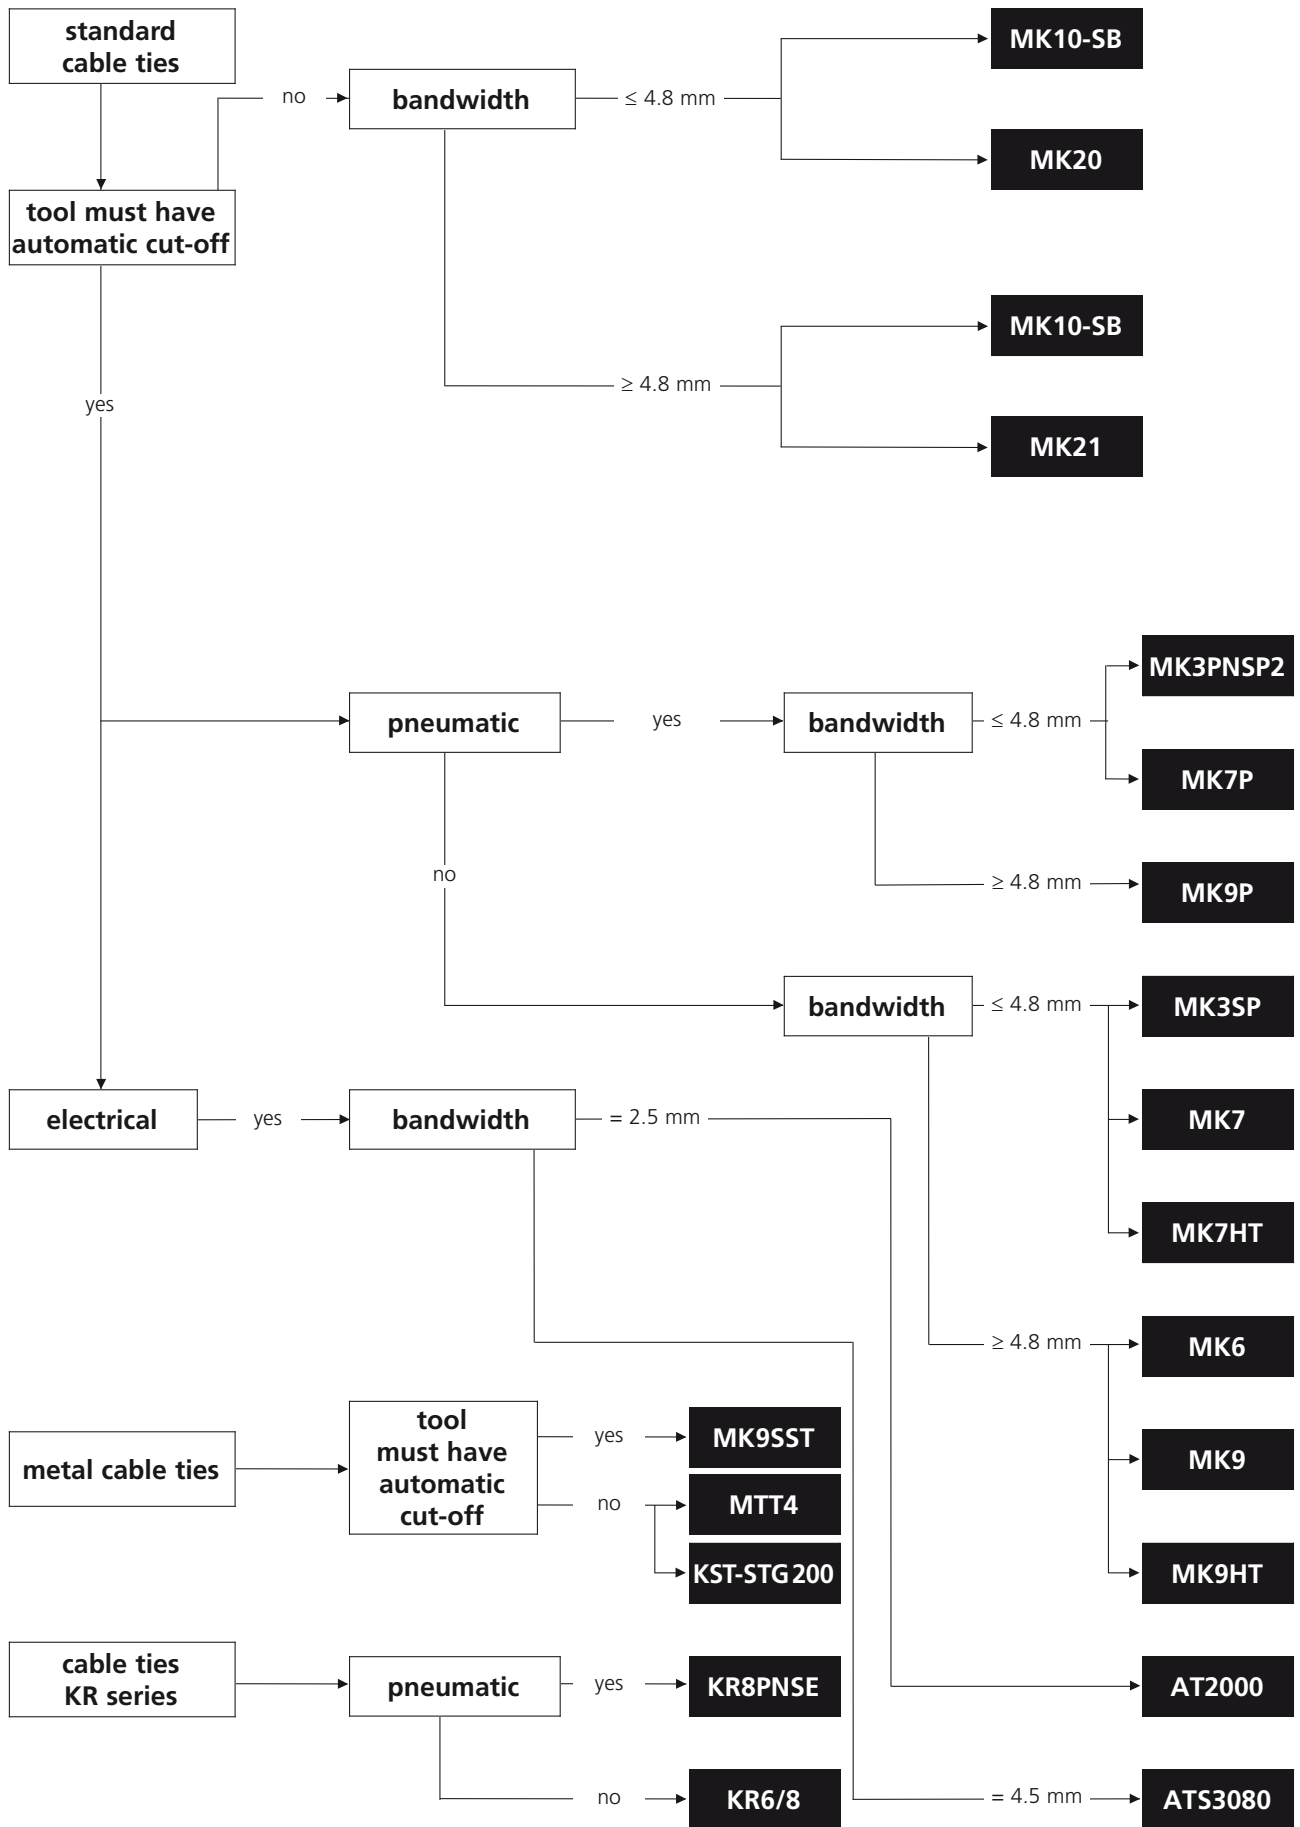 standard
cable ties
MK10-SB
no
bandwidth
≤ 4.8 mm
MK20
tool must have
automatic cut-off
MK10-SB
≥ 4.8 mm
yes
MK21
MK3PNSP2
pneumatic
yes
bandwidth
≤ 4.8 mm
MK7P
no
≥ 4.8 mm
MK9P
bandwidth
≤ 4.8 mm
MK3SP
electrical
yes
bandwidth
= 2.5 mm
MK7
MK7HT
≥ 4.8 mm
MK6
metal cable ties
tool
must have
automatic
cut-off
yes
MK9SST
no
MTT4
KST-STG200
MK9
MK9HT
cable ties
KR series
pneumatic
yes
KR8PNSE
AT2000
no
KR6/8
= 4.5 mm
ATS3080